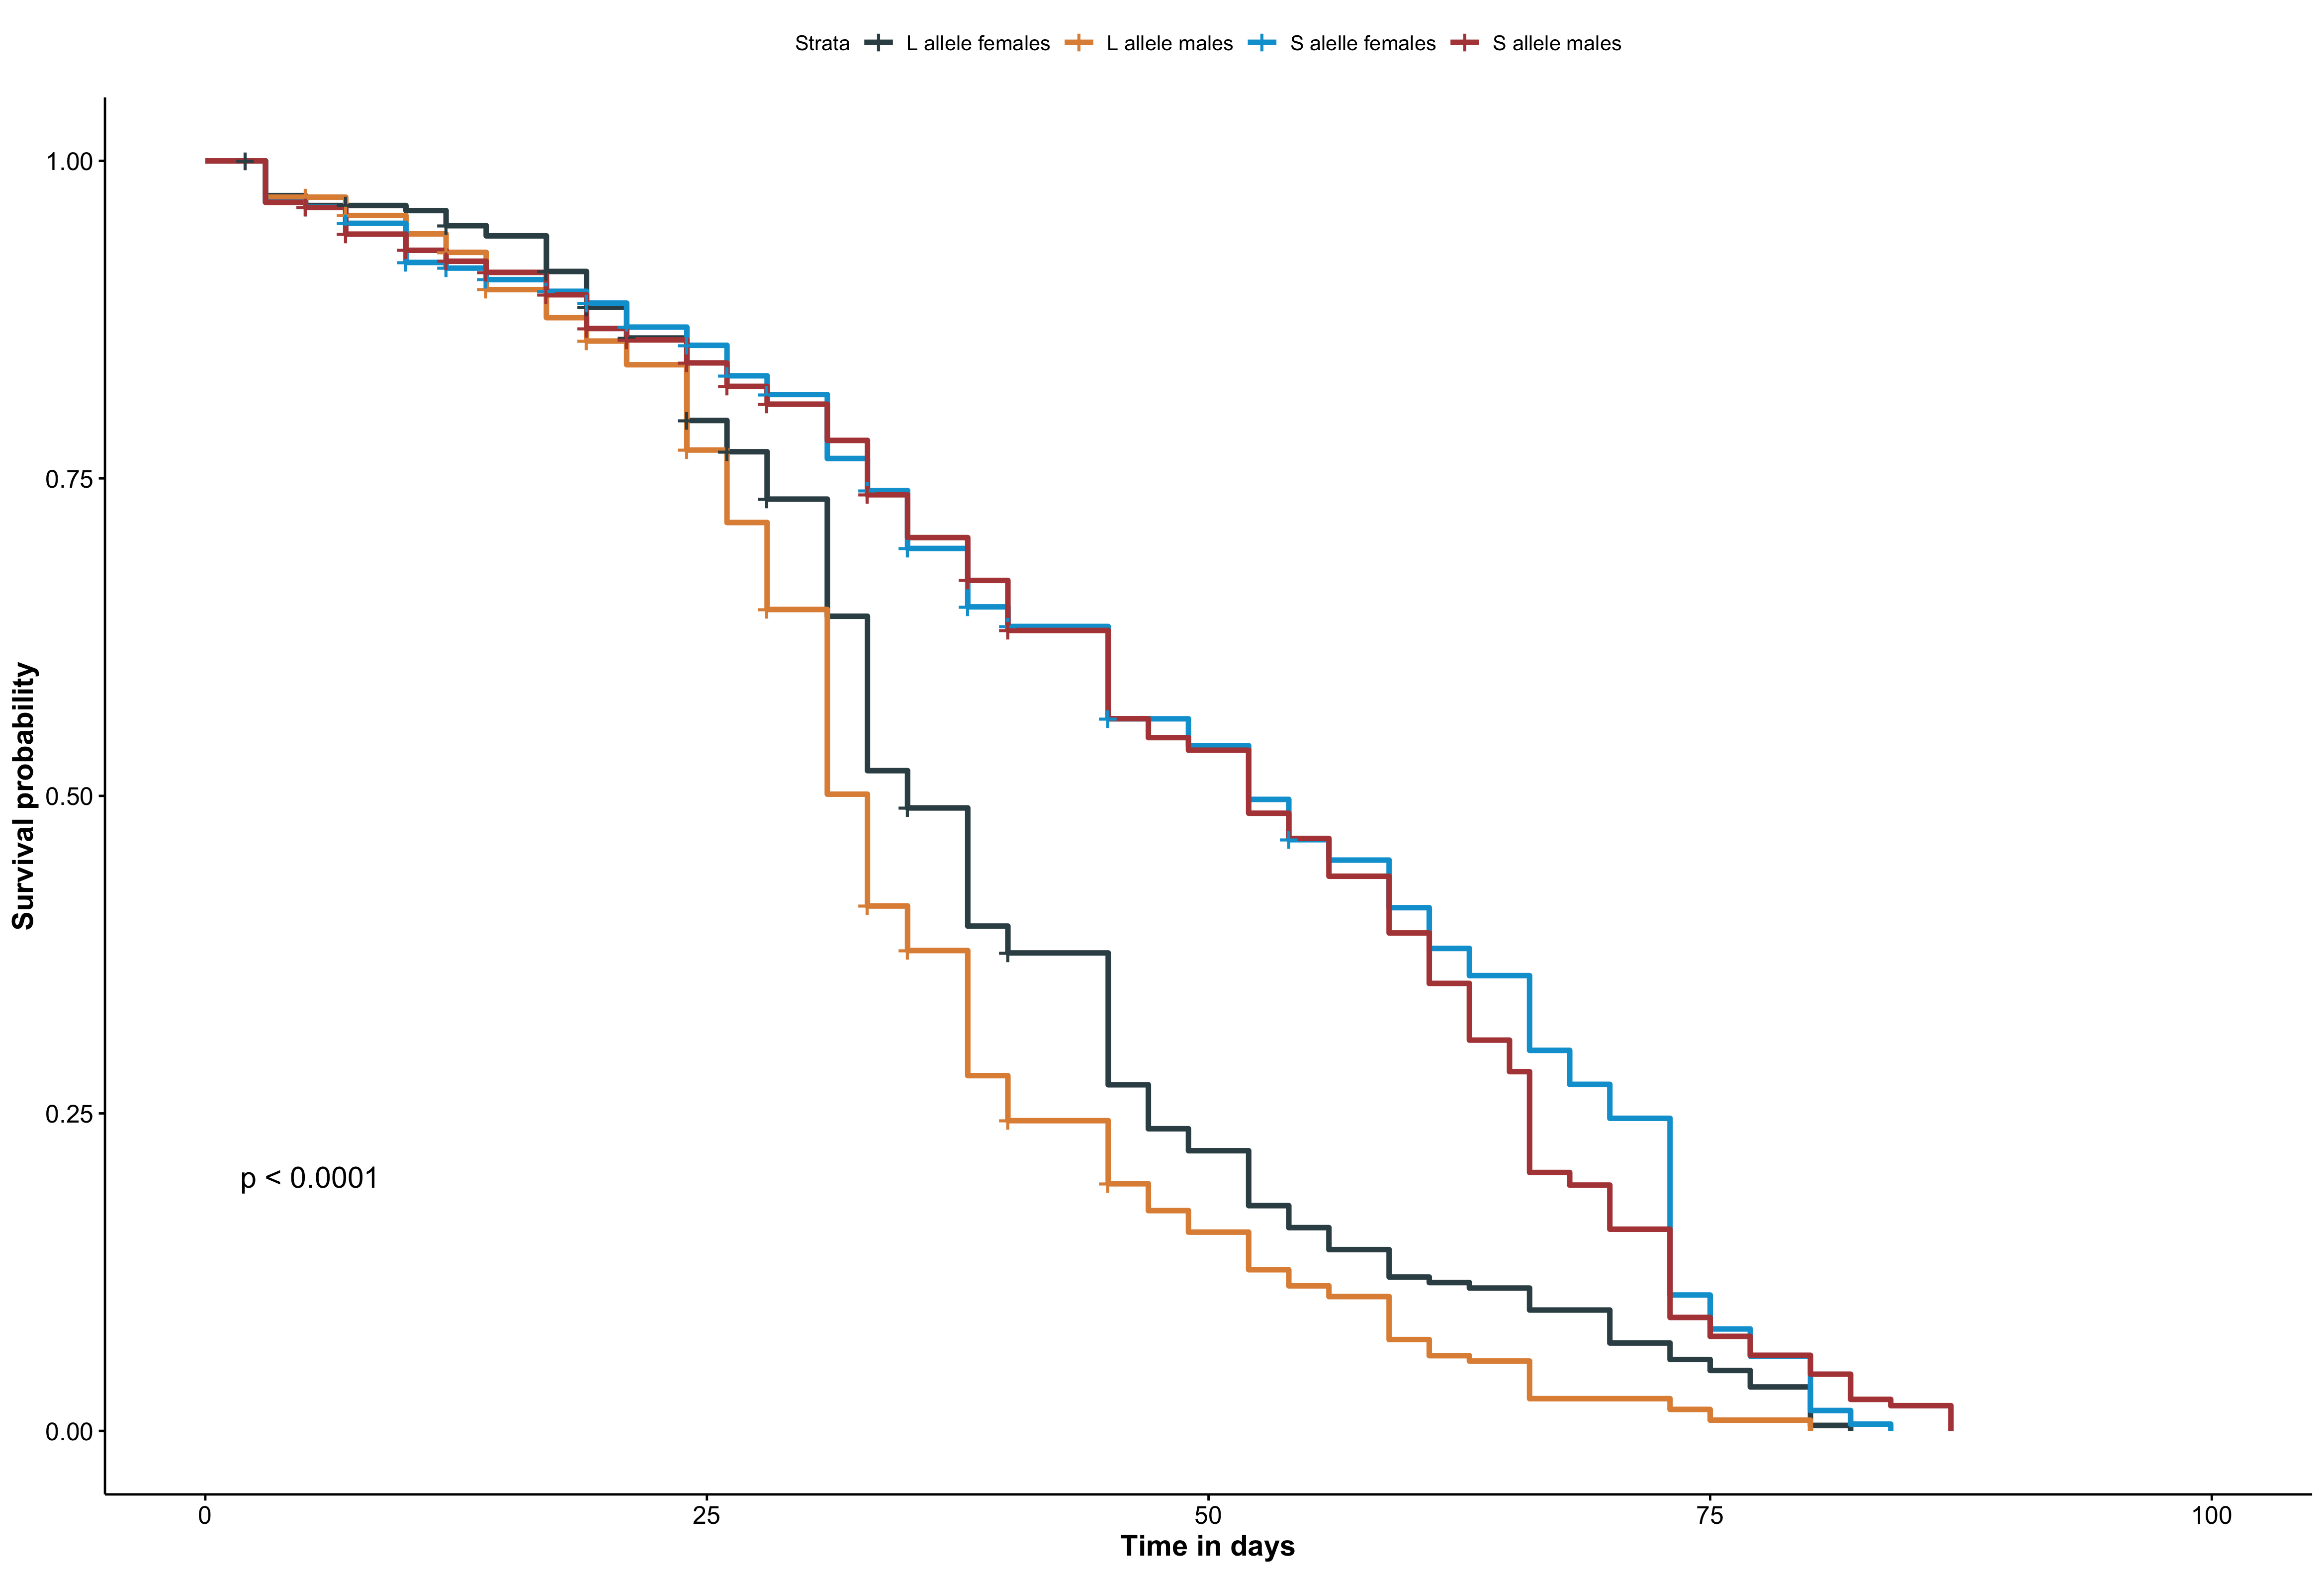 Strata L allele females L allele males S alelle females S allele males
1.00
0.75
0.50
0.25
0.00
Survival probability
p < 0.0001
0 25 50 75 100
Time in days